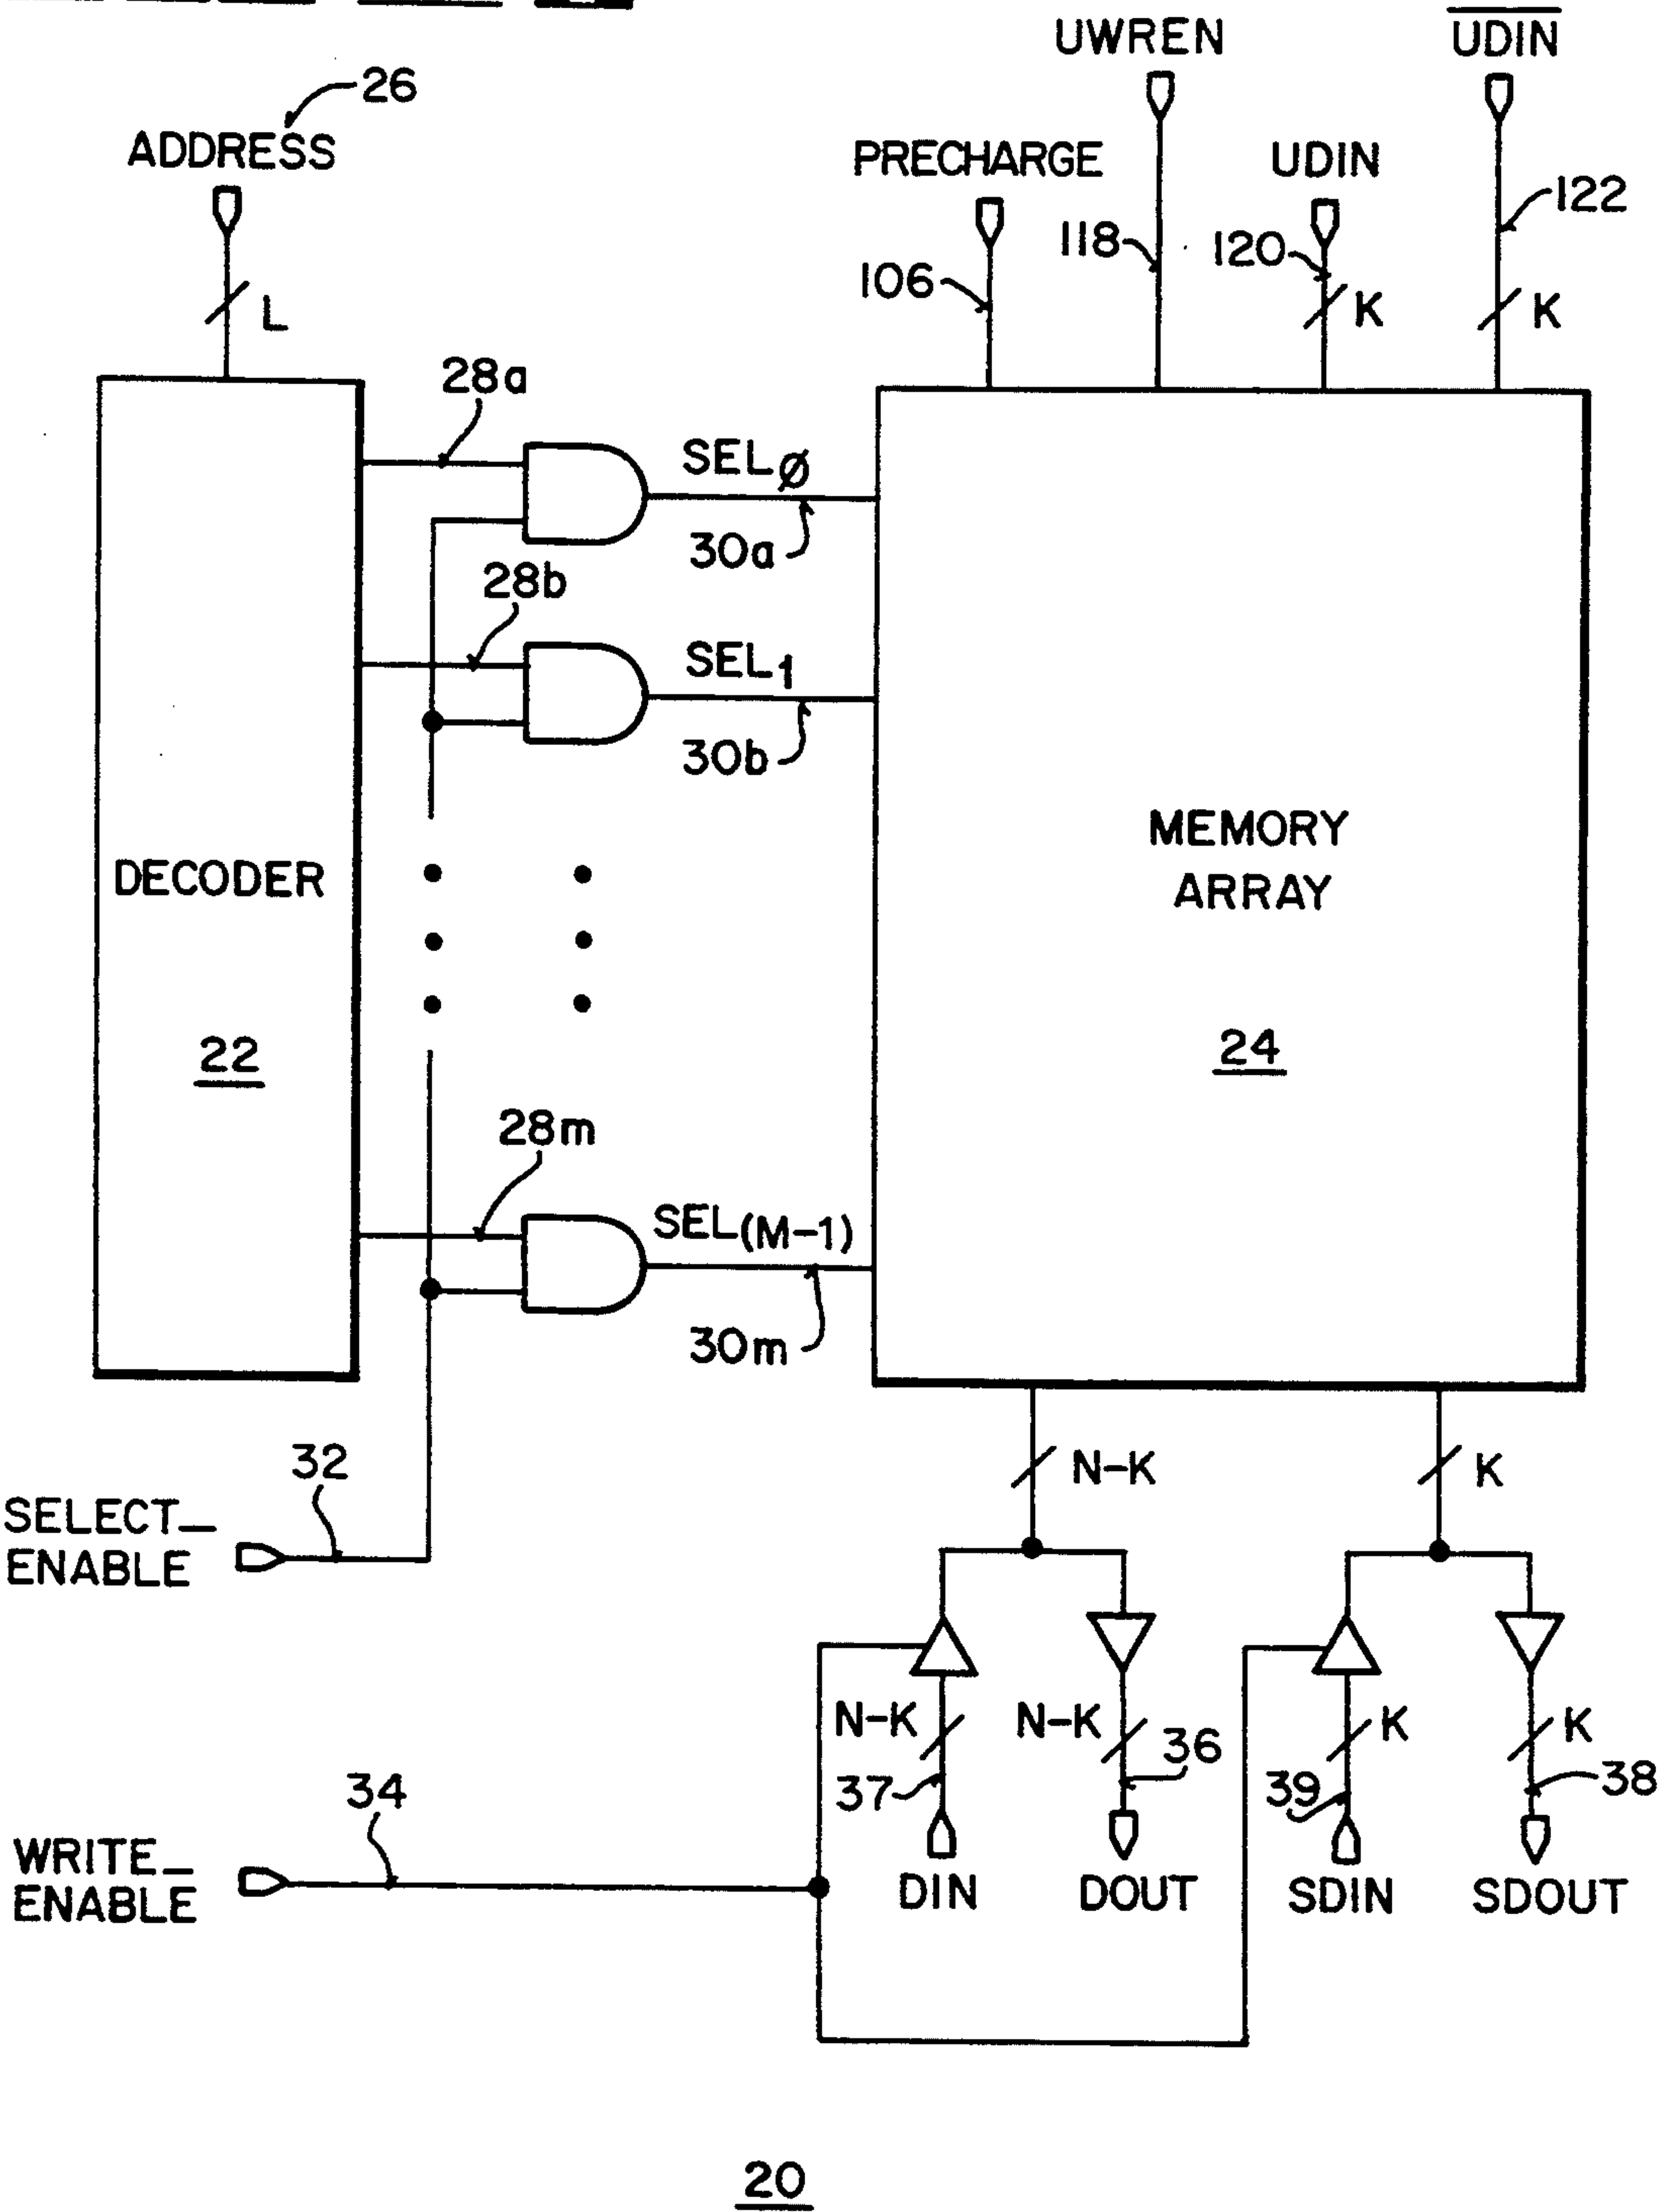 UWREN
UDIN
26
ADDRESS
PRECHARGE
UDIN
122
118
120
106
L
K
K
28a
SELø
30a
28b
SEL1
30b
MEMORY
ARRAY
DECODER
22
24
28m
SEL(M-1)
30m
32
N-K
K
SELECT_
ENABLE
N-K
N-K
K
K
36
37
39
38
34
WRITE_
ENABLE
DIN
DOUT
SDIN
SDOUT
20